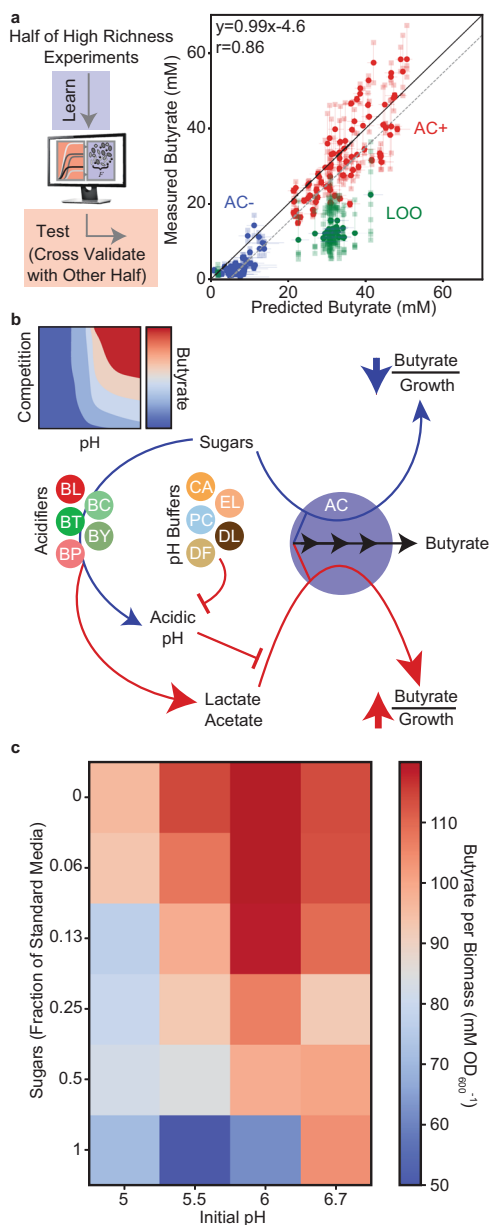 a
Half of High Richness
Experiments
Learn
F
Test
(Cross Validate
with Other Half)
y=0.99x-4.6
r=0.86
AC+
AC-
LOO
60
40
20
0
Measured Butyrate (mM)
0 20 40 60
Predicted Butyrate (mM)
b
Competition
pH
Butyrate
Butyrate
Growth
Sugars
Acidifiers
BL
BC
BT
BY
BP
pH Buffers
CA
EL
PC
DL
DF
AC
Butyrate
Acidic
pH
Lactate
Acetate
Butyrate
Growth
c
Sugars (Fraction of Standard Media)
0
0.06
0.13
0.25
0.5
1
5 5.5 6 6.7
Initial pH
110
100
90
80
70
60
50
Butyrate per Biomass (mM OD₆₀₀⁻¹)